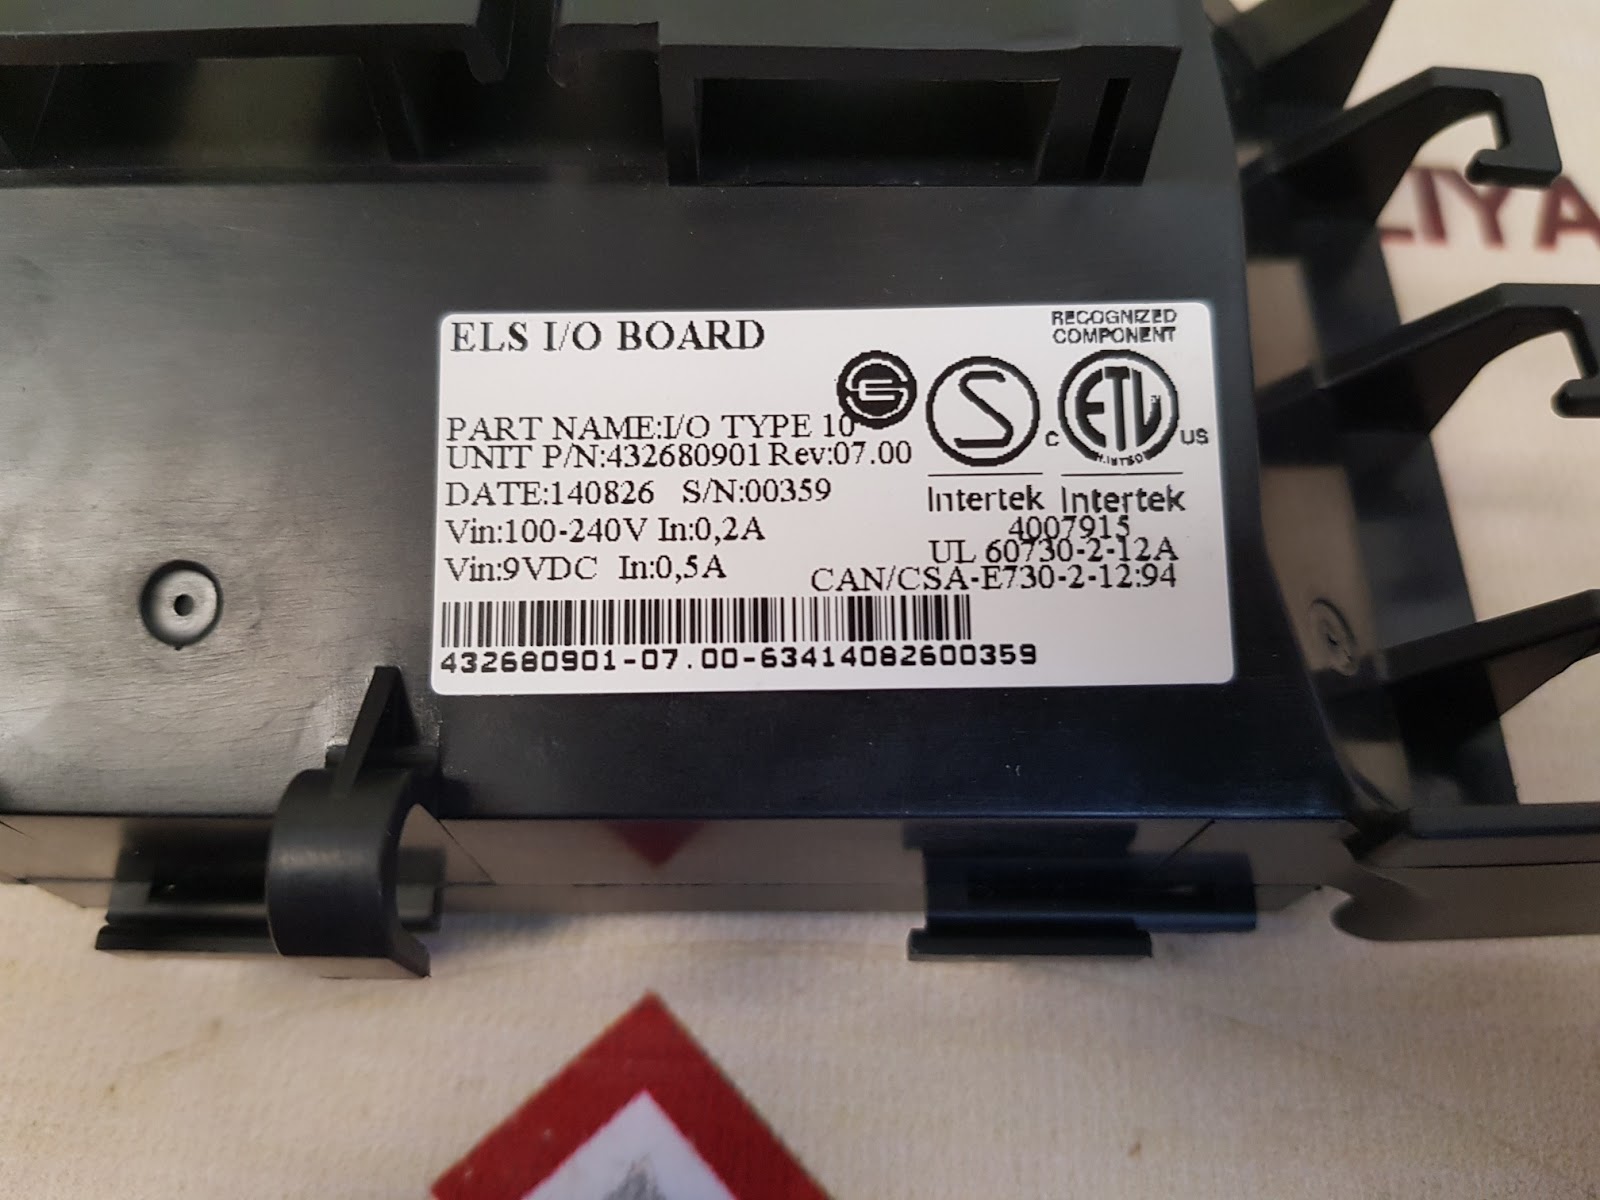 ELS I/O BOARD
RECOGNIZED
COMPONENT
PART NAME:I/O TYPE 10
UNIT P/N:432680901 Rev:07.00
DATE:140826 S/N:00359
Vin:100-240V In:0,2A
Vin:9VDC In:0,5A
S
C ETL US
Intertek Intertek
4007915
UL 60730-2-12A
CAN/CSA-E730-2-12:94
432680901-07.00-63414082600359
LIYA